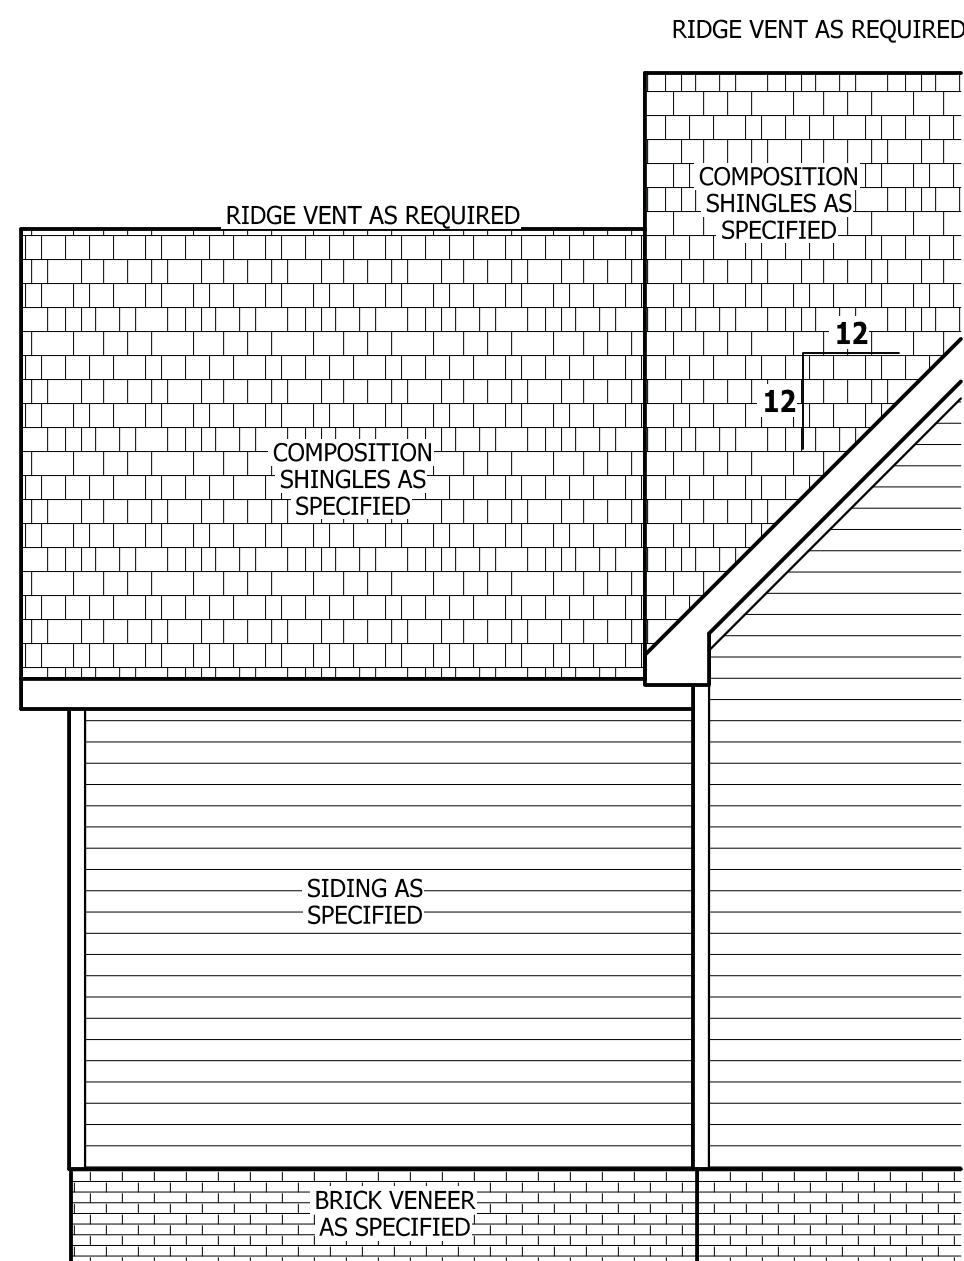 RIDGE VENT AS REQUIRED
COMPOSITION
SHINGLES AS
SPECIFIED
RIDGE VENT AS REQUIRED
12
12
COMPOSITION
SHINGLES AS
SPECIFIED
SIDING AS
SPECIFIED
BRICK VENEER
AS SPECIFIED